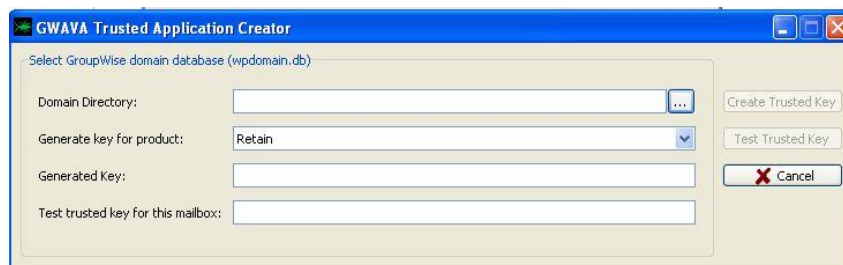 GWAVA Trusted Application Creator
Select GroupWise domain database (wpdomain.db)
Domain Directory:
...
Create Trusted Key
Generate key for product:
Retain
Test Trusted Key
Generated Key:
Cancel
Test trusted key for this mailbox: